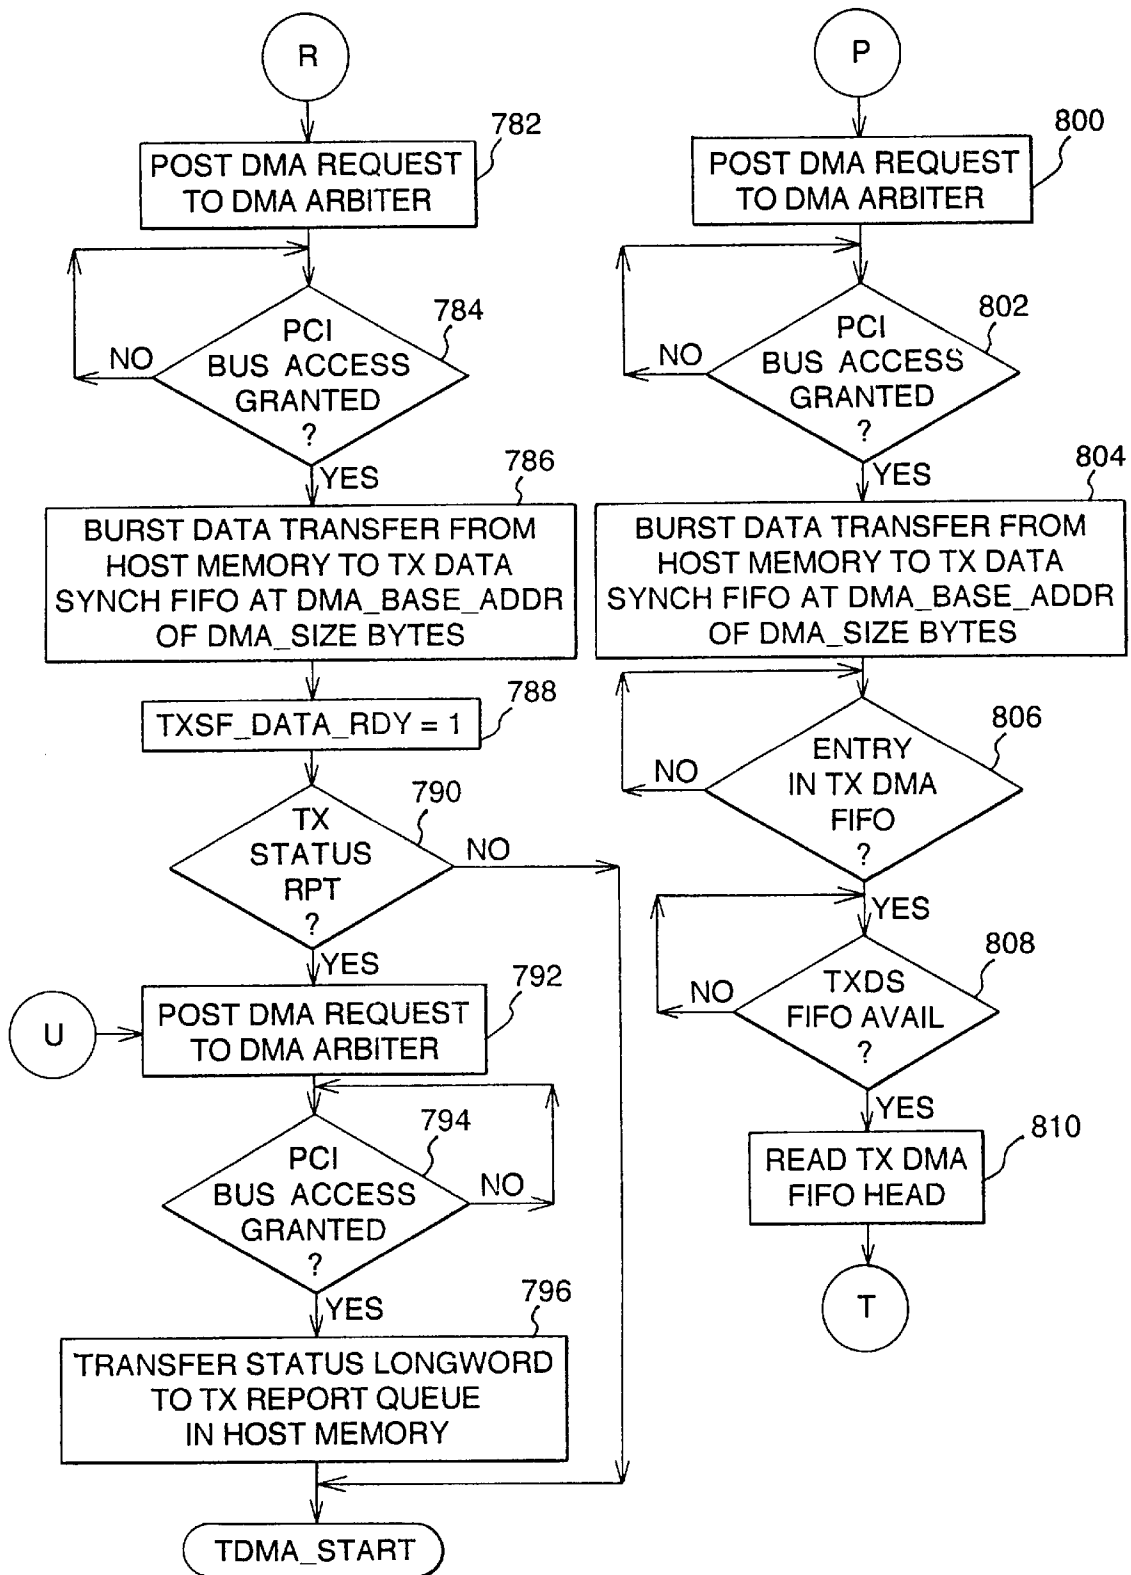 R
782
POST DMA REQUEST
TO DMA ARBITER
784
PCI
BUS ACCESS
GRANTED
?
NO
YES
786
BURST DATA TRANSFER FROM
HOST MEMORY TO TX DATA
SYNCH FIFO AT DMA_BASE_ADDR
OF DMA_SIZE BYTES
788
TXSF_DATA_RDY = 1
790
TX
STATUS
RPT
?
NO
YES
792
U
POST DMA REQUEST
TO DMA ARBITER
794
PCI
BUS ACCESS
GRANTED
?
NO
YES
796
TRANSFER STATUS LONGWORD
TO TX REPORT QUEUE
IN HOST MEMORY
TDMA_START
P
800
POST DMA REQUEST
TO DMA ARBITER
802
PCI
BUS ACCESS
GRANTED
?
NO
YES
804
BURST DATA TRANSFER FROM
HOST MEMORY TO TX DATA
SYNCH FIFO AT DMA_BASE_ADDR
OF DMA_SIZE BYTES
806
ENTRY
IN TX DMA
FIFO
?
NO
YES
808
TXDS
FIFO AVAIL
?
NO
YES
810
READ TX DMA
FIFO HEAD
T